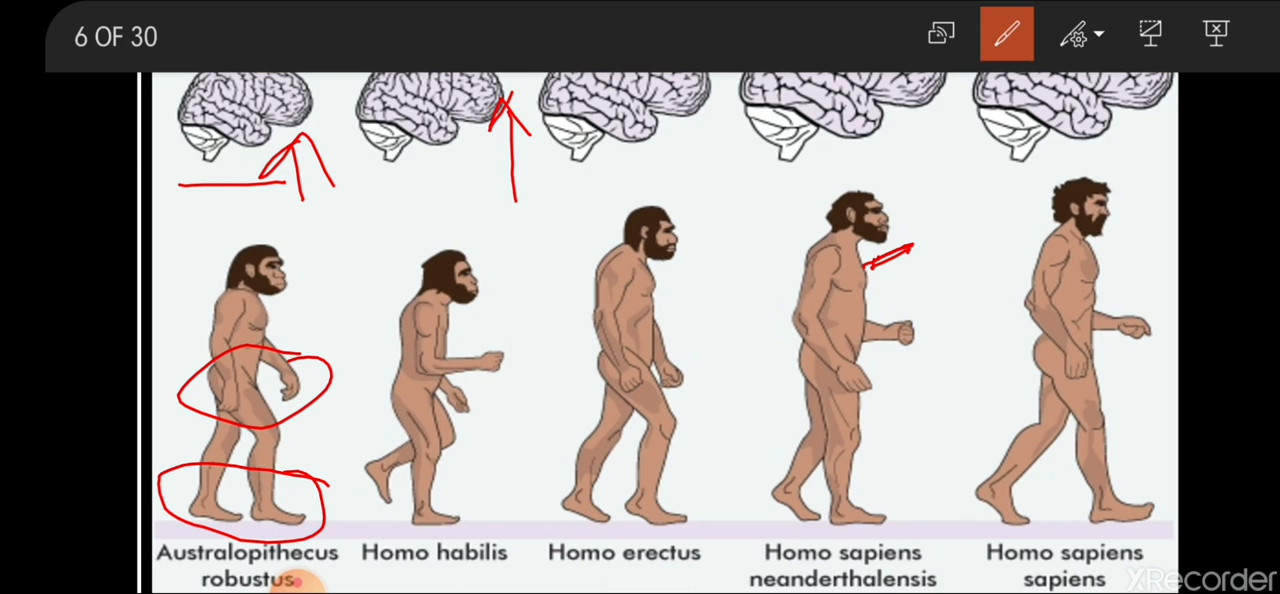 6 OF 30
Australopithecus
robustus
Homo habilis
Homo erectus
Homo sapiens
neanderthalensis
Homo sapiens
sapiens
XRecorder